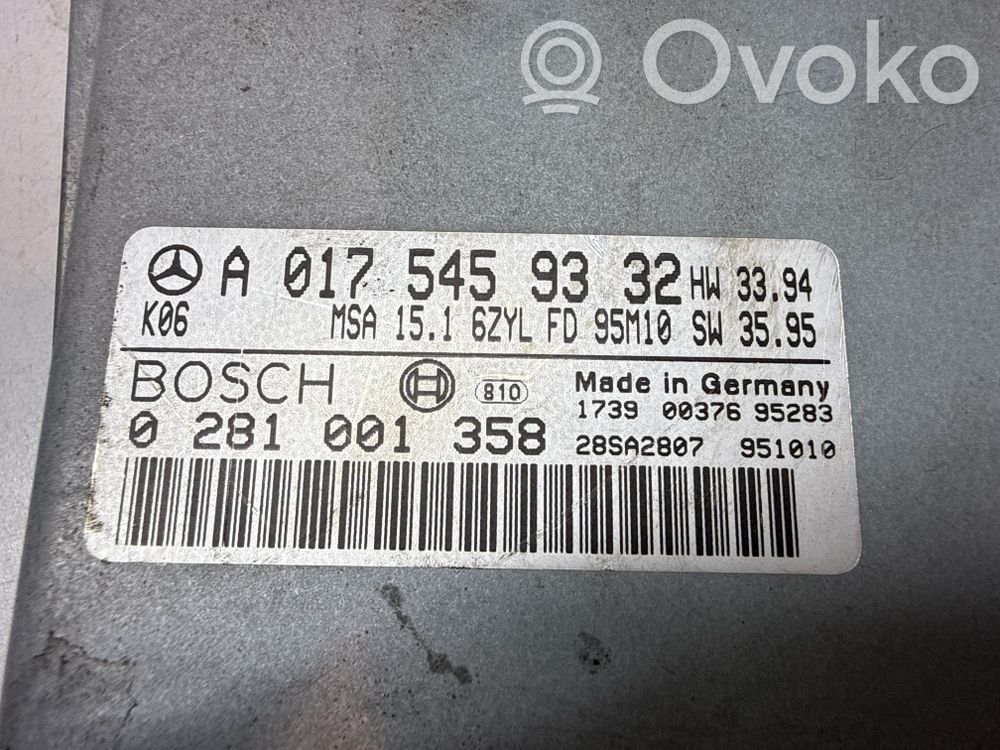 Ovoko
A 017 545 93 32 HW 33.94
K06 MSA 15.1 6ZYL FD 95M10 SW 35.95
BOSCH 810 Made in Germany
1739 00376 95283
0 281 001 358 28SA2807 951010